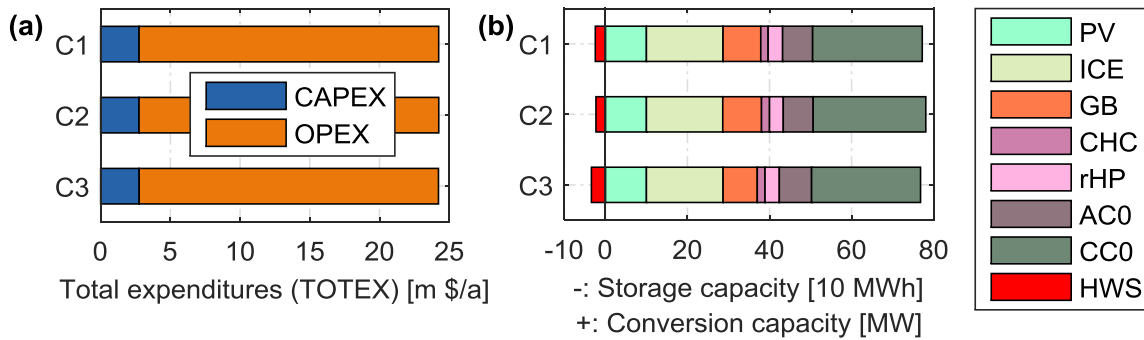 (a)
C1
C2
C3
CAPEX
OPEX
0 5 10 15 20 25
Total expenditures (TOTEX) [m $/a]
(b)
C1
C2
C3
-10 0 20 40 60 80
-: Storage capacity [10 MWh]
+: Conversion capacity [MW]
PV
ICE
GB
CHC
rHP
AC0
CC0
HWS